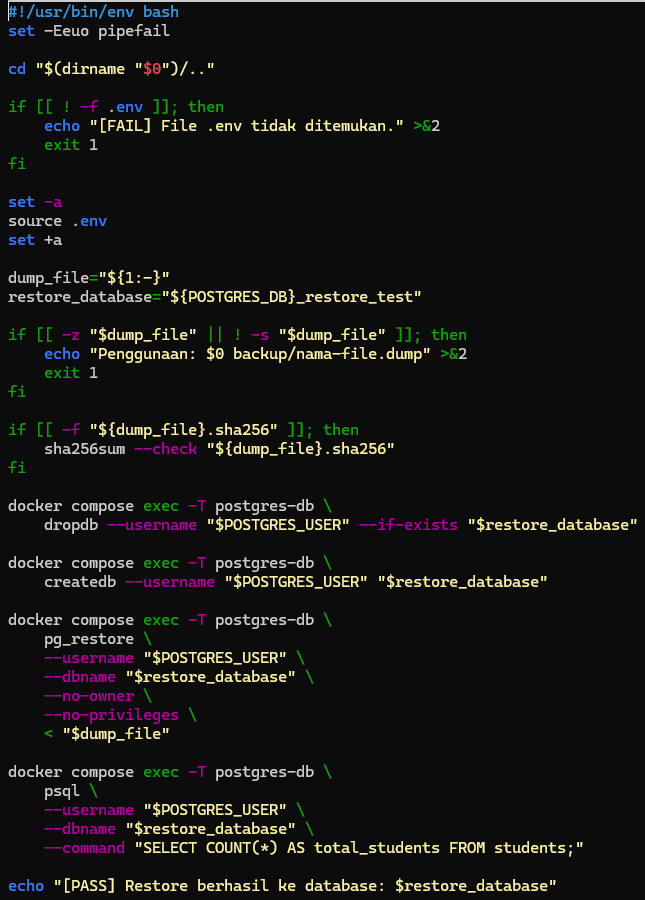 #!/usr/bin/env bash
set -Eeuo pipefail

cd "$(dirname "$0")/.."

if [[ ! -f .env ]]; then
    echo "[FAIL] File .env tidak ditemukan." >&2
    exit 1
fi

set -a
source .env
set +a

dump_file="${1:-}"
restore_database="${POSTGRES_DB}_restore_test"

if [[ -z "$dump_file" || ! -s "$dump_file" ]]; then
    echo "Penggunaan: $0 backup/nama-file.dump" >&2
    exit 1
fi

if [[ -f "${dump_file}.sha256" ]]; then
    sha256sum --check "${dump_file}.sha256"
fi

docker compose exec -T postgres-db \
    dropdb --username "$POSTGRES_USER" --if-exists "$restore_database"

docker compose exec -T postgres-db \
    createdb --username "$POSTGRES_USER" "$restore_database"

docker compose exec -T postgres-db \
    pg_restore \
    --username "$POSTGRES_USER" \
    --dbname "$restore_database" \
    --no-owner \
    --no-privileges \
    < "$dump_file"

docker compose exec -T postgres-db \
    psql \
    --username "$POSTGRES_USER" \
    --dbname "$restore_database" \
    --command "SELECT COUNT(*) AS total_students FROM students;"

echo "[PASS] Restore berhasil ke database: $restore_database"